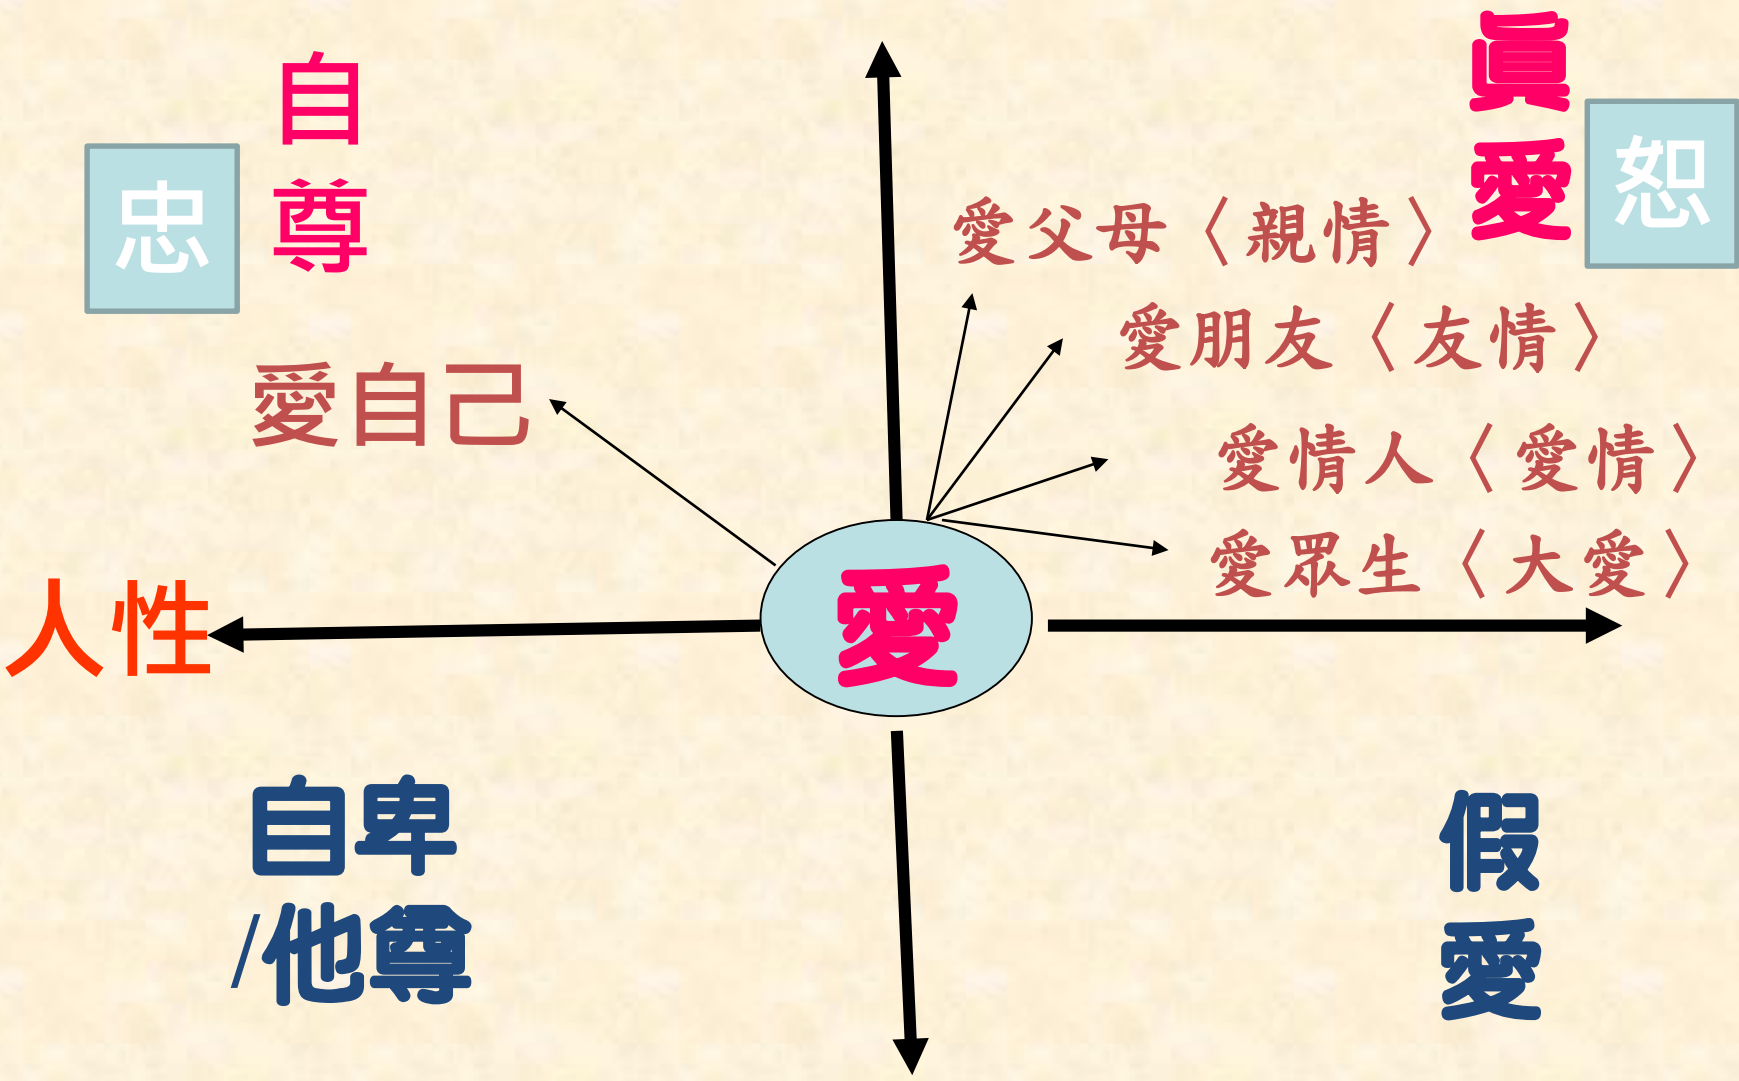 自
尊
忠
愛自己
人性
自卑
/他尊
愛
真
愛
恕
愛父母〈親情〉
愛朋友〈友情〉
愛情人〈愛情〉
愛眾生〈大愛〉
假
愛